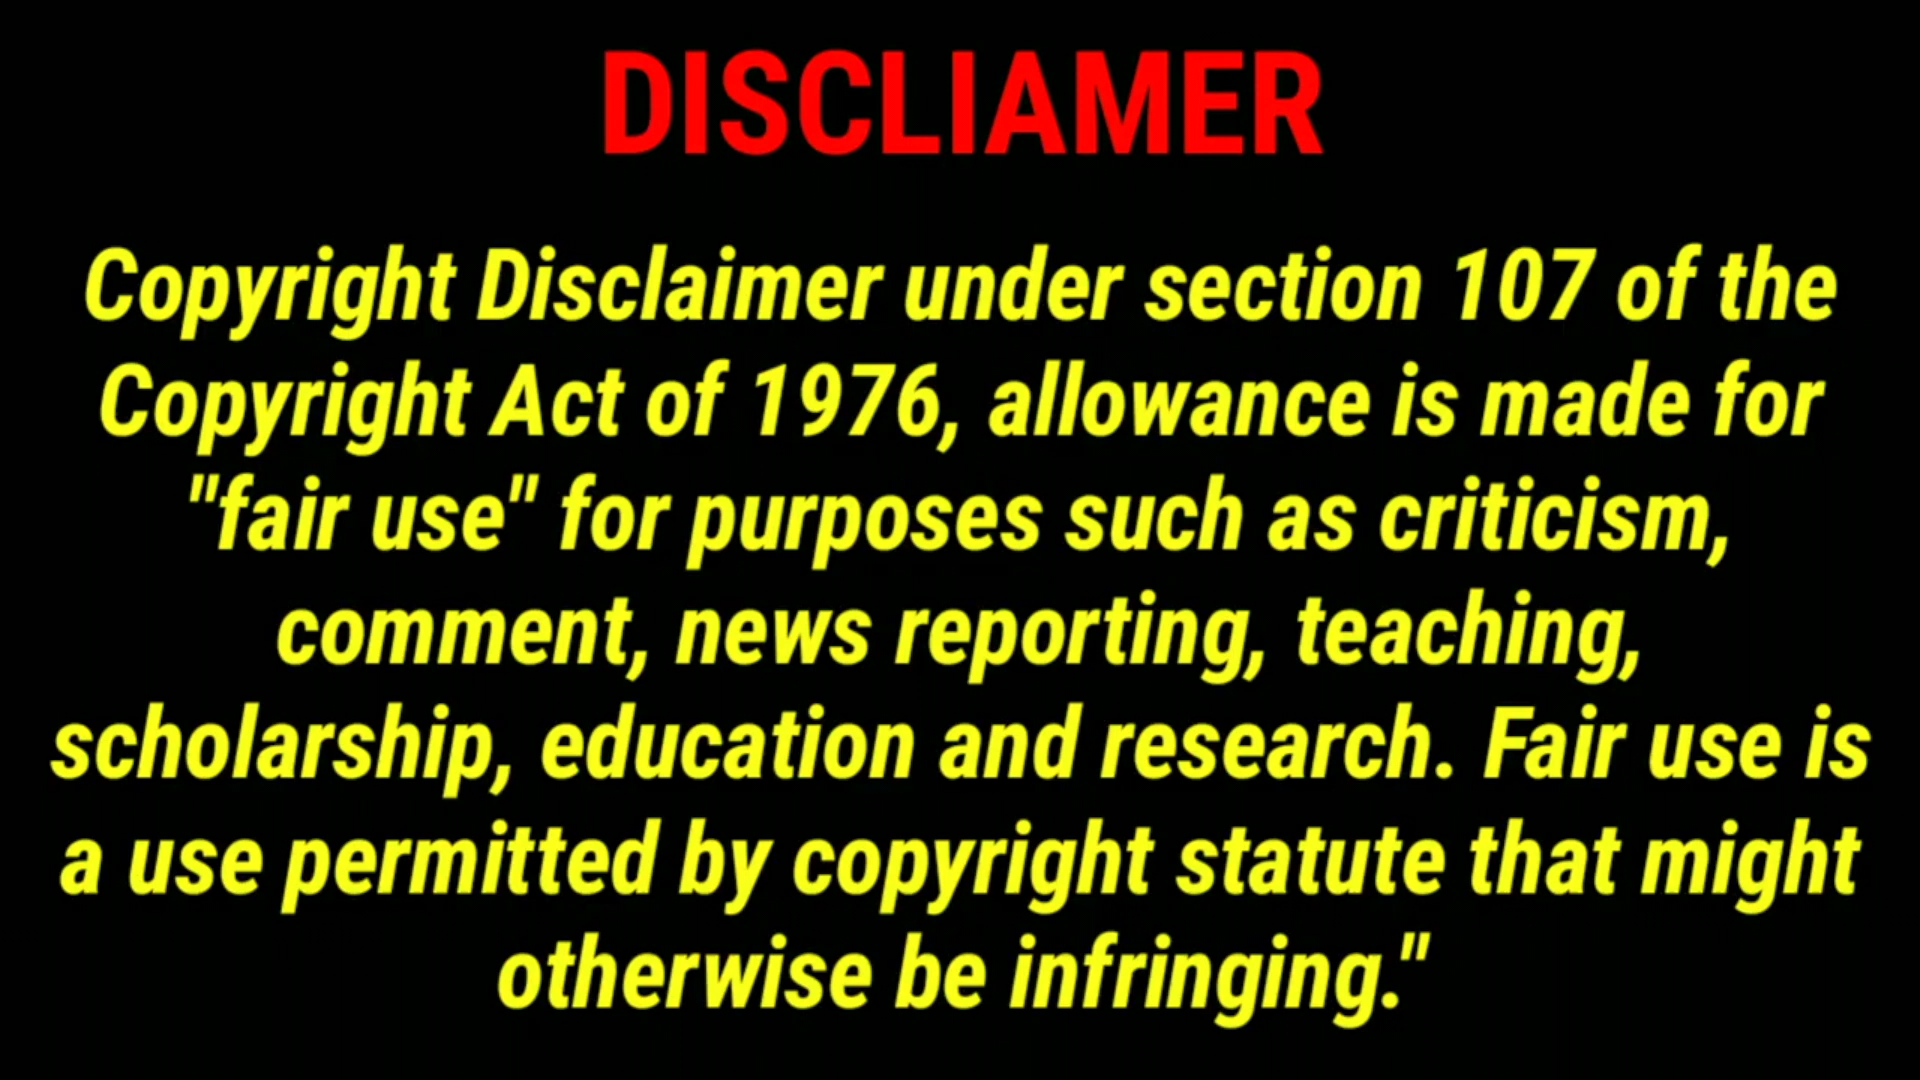 DISCLIAMER
Copyright Disclaimer under section 107 of the
Copyright Act of 1976, allowance is made for
"fair use" for purposes such as criticism,
comment, news reporting, teaching,
scholarship, education and research. Fair use is
a use permitted by copyright statute that might
otherwise be infringing."